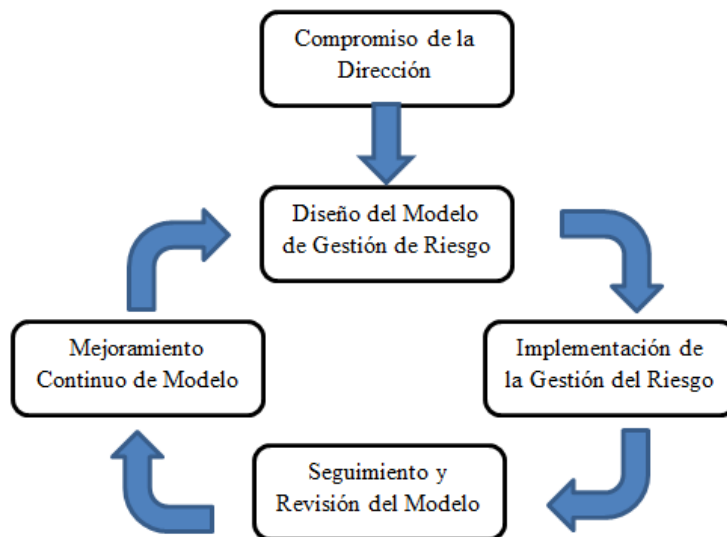 Compromiso de la
Dirección
Diseño del Modelo
de Gestión de Riesgo
Implementación de
la Gestión del Riesgo
Seguimiento y
Revisión del Modelo
Mejoramiento
Continuo de Modelo